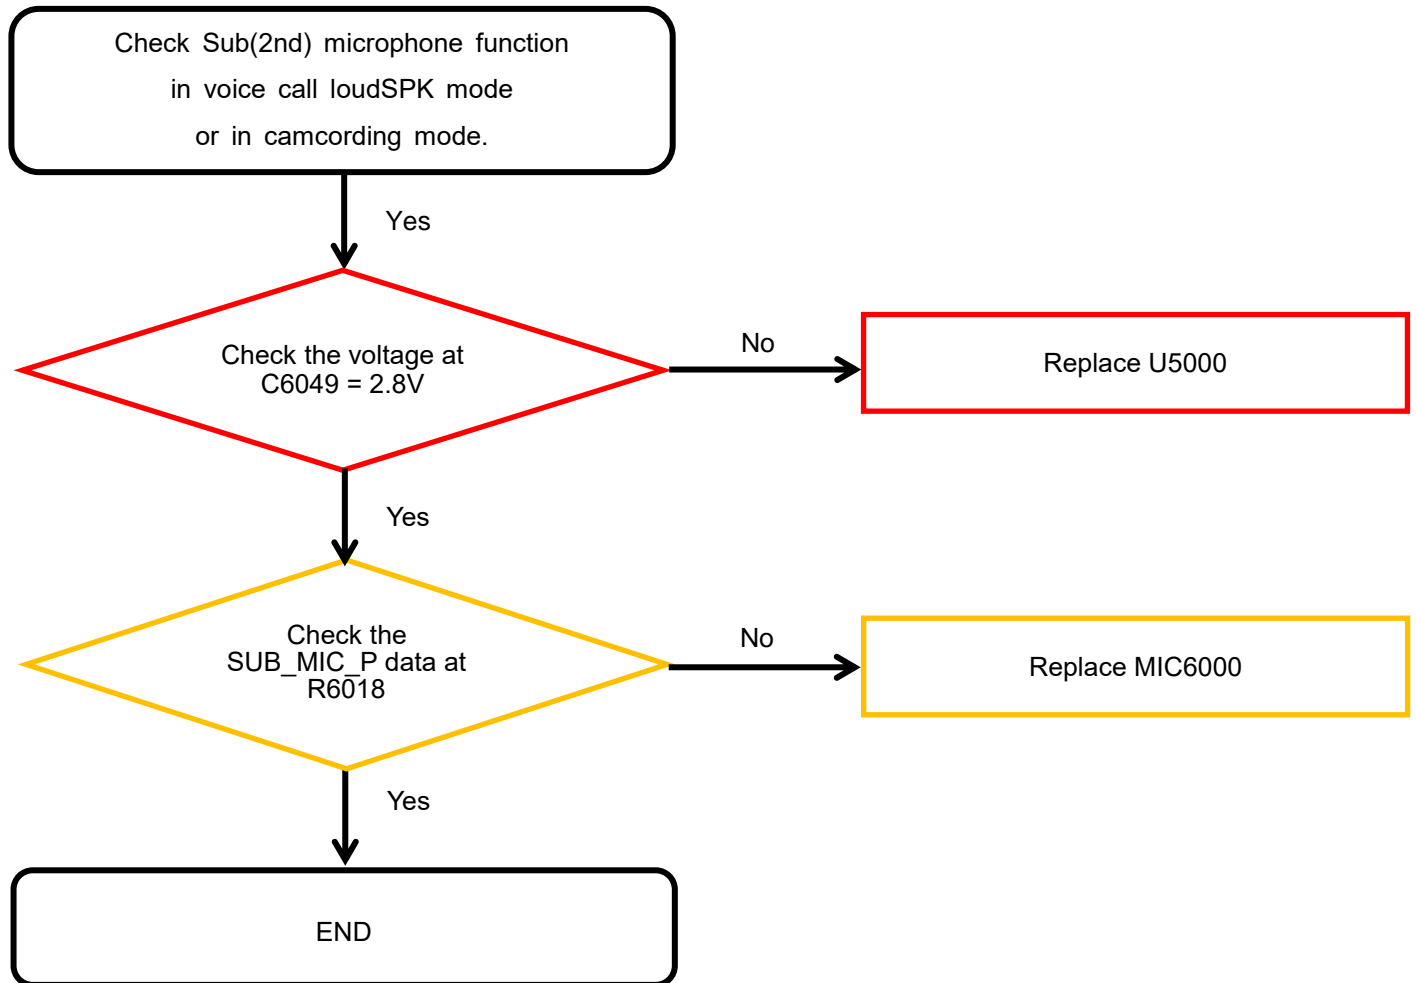 Check Sub(2nd) microphone function
in voice call loudSPK mode
or in camcording mode.
Yes
Check the voltage at
C6049 = 2.8V
No
Replace U5000
Yes
Check the
SUB_MIC_P data at
R6018
No
Replace MIC6000
Yes
END